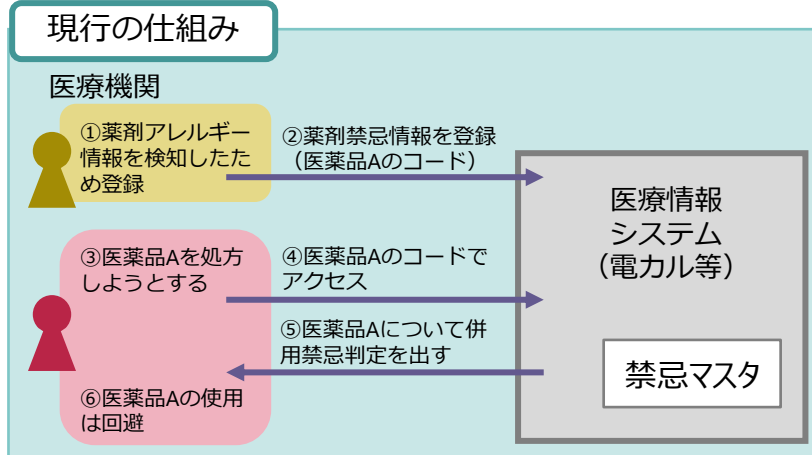 現行の仕組み
医療機関
①薬剤アレルギー
情報を検知したた
め登録
②薬剤禁忌情報を登録
（医薬品Aのコード）
③医薬品Aを処方
しようとする
④医薬品Aのコードで
アクセス
⑤医薬品Aについて併
用禁忌判定を出す
⑥医薬品Aの使用
は回避
医療情報
システム
（電カル等）
禁忌マスタ